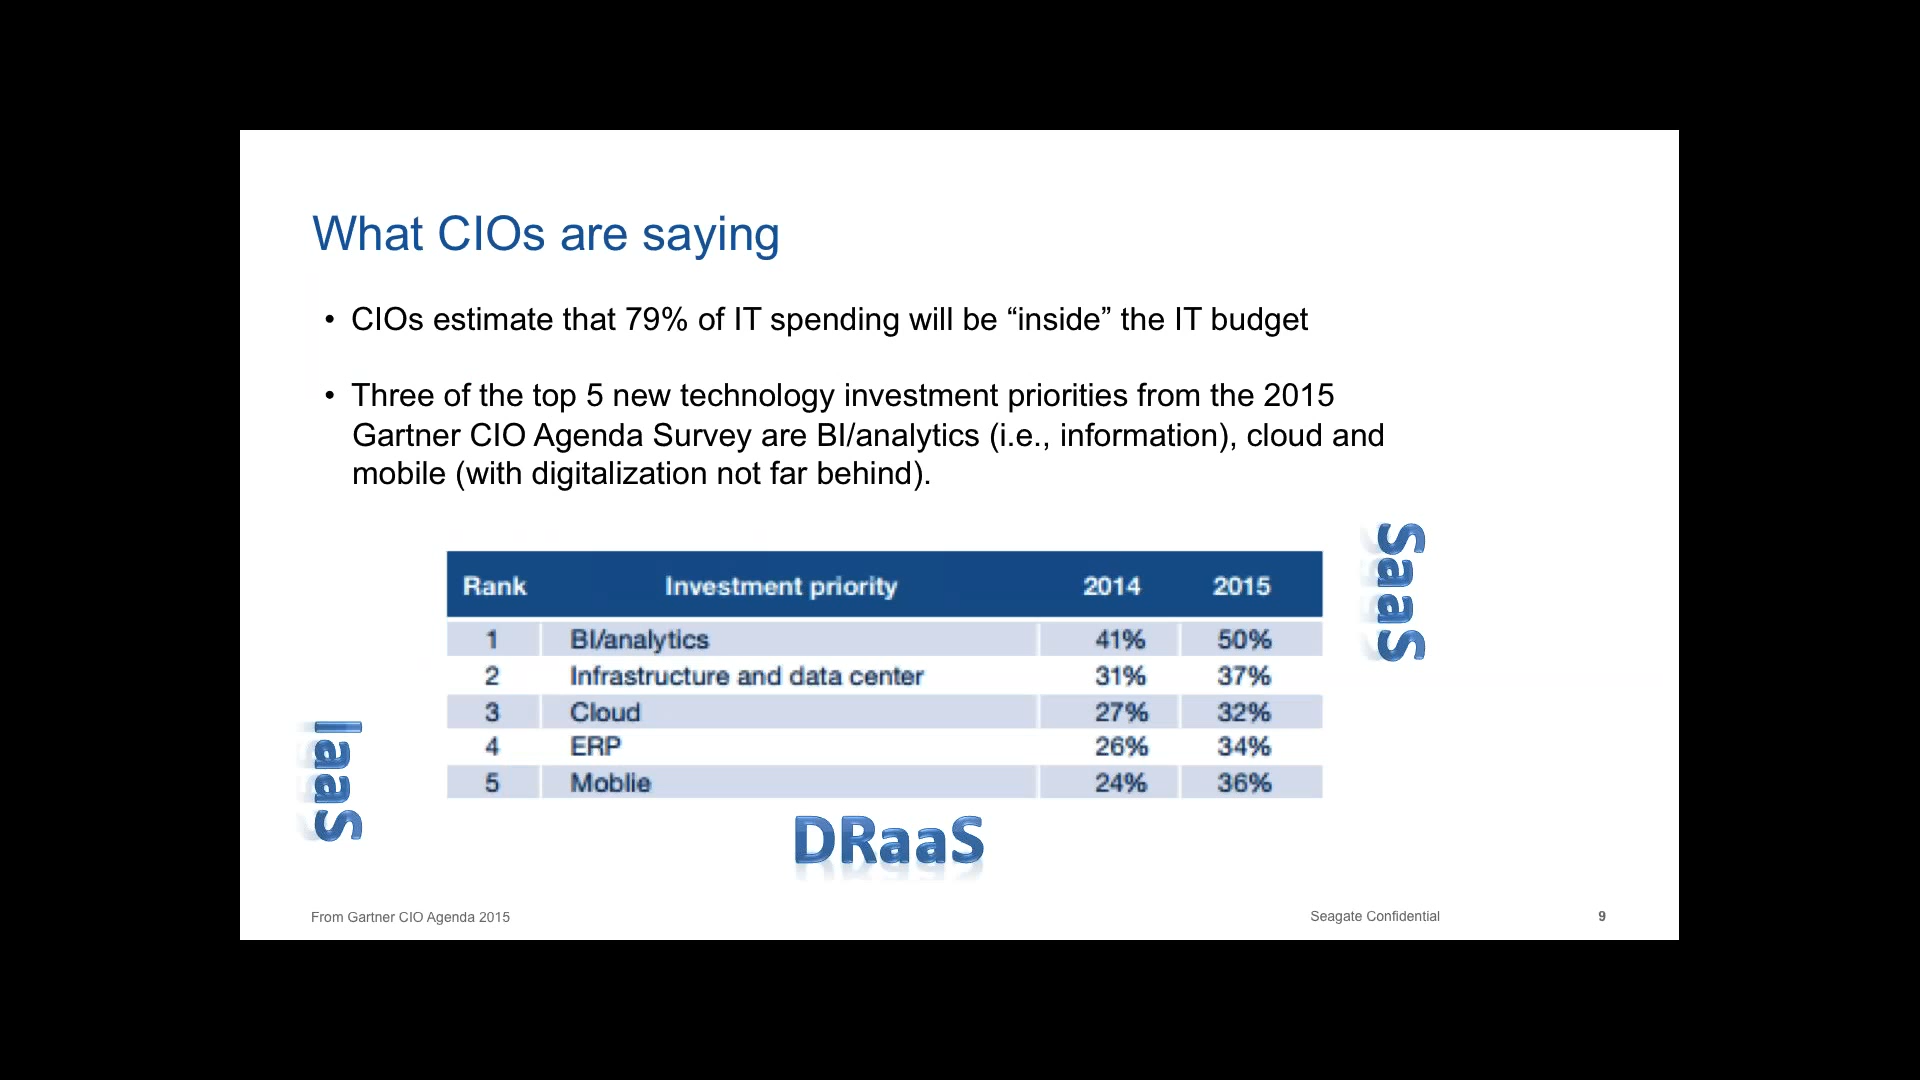 What CIOs are saying
• CIOs estimate that 79% of IT spending will be “inside” the IT budget
• Three of the top 5 new technology investment priorities from the 2015
Gartner CIO Agenda Survey are BI/analytics (i.e., information), cloud and
mobile (with digitalization not far behind).
SaaS
Rank Investment priority 2014 2015
1 BI/analytics 41% 50%
2 Infrastructure and data center 31% 37%
3 Cloud 27% 32%
4 ERP 26% 34%
5 Moblie 24% 36%
IaaS
DRaaS
From Gartner CIO Agenda 2015
Seagate Confidential
9